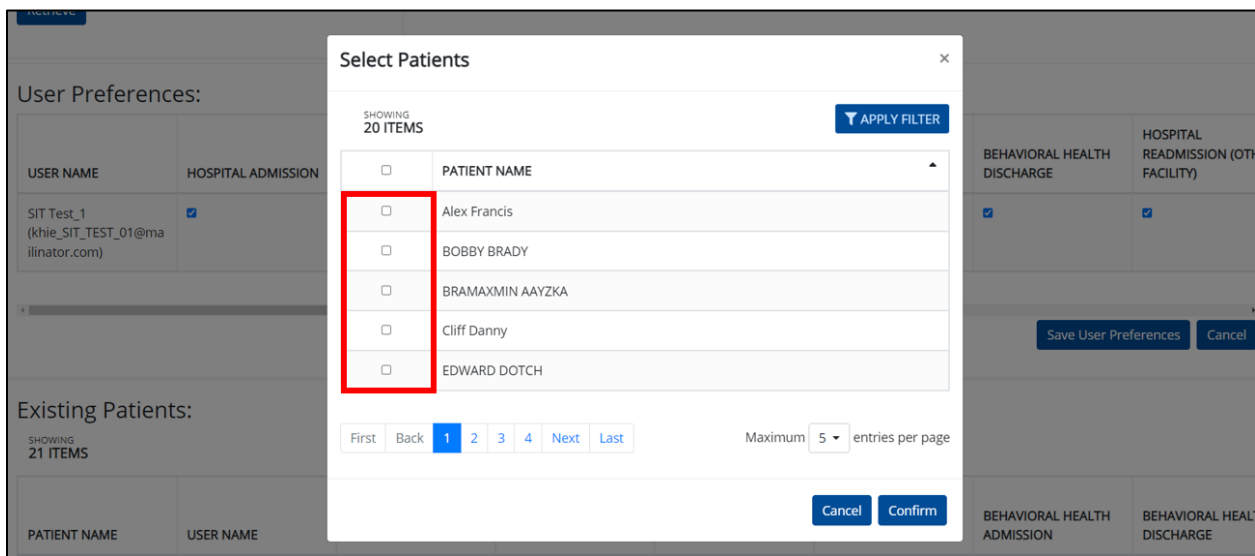 Retrieve
Select Patients
×
SHOWING
20 ITEMS
APPLY FILTER
PATIENT NAME
Alex Francis
BOBBY BRADY
BRAMAXMIN AAYZKA
Cliff Danny
EDWARD DOTCH
First Back 1 2 3 4 Next Last
Maximum 5 entries per page
Cancel Confirm
User Preferences:
USER NAME
HOSPITAL ADMISSION
BEHAVIORAL HEALTH
DISCHARGE
HOSPITAL
READMISSION (OTH
FACILITY)
SIT Test_1
(khie_SIT_TEST_01@ma
ilinator.com)
Save User Preferences Cancel
Existing Patients:
SHOWING
21 ITEMS
PATIENT NAME
USER NAME
BEHAVIORAL HEALTH
ADMISSION
BEHAVIORAL HEALT
DISCHARGE